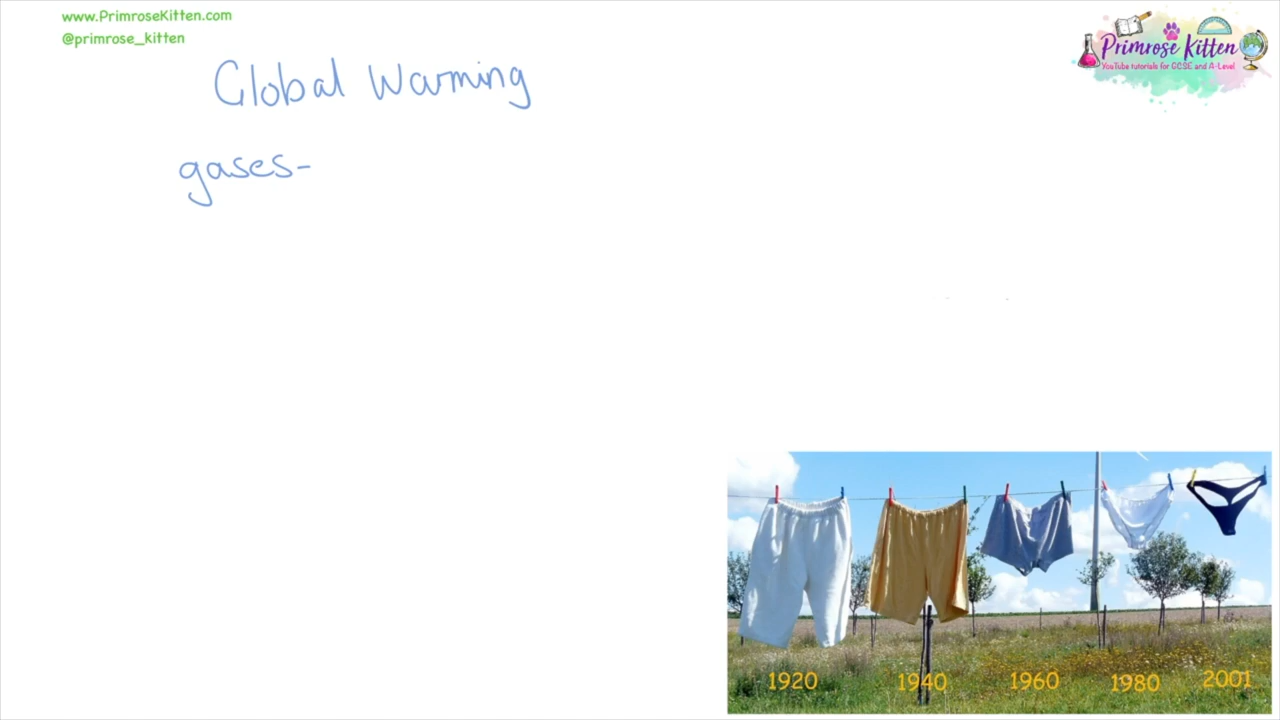 www.PrimroseKitten.com
@primrose_kitten
Primrose Kitten
YouTube tutorials for GCSE and A-Level
Global Warming
gases-
1920 1940 1960 1980 2001